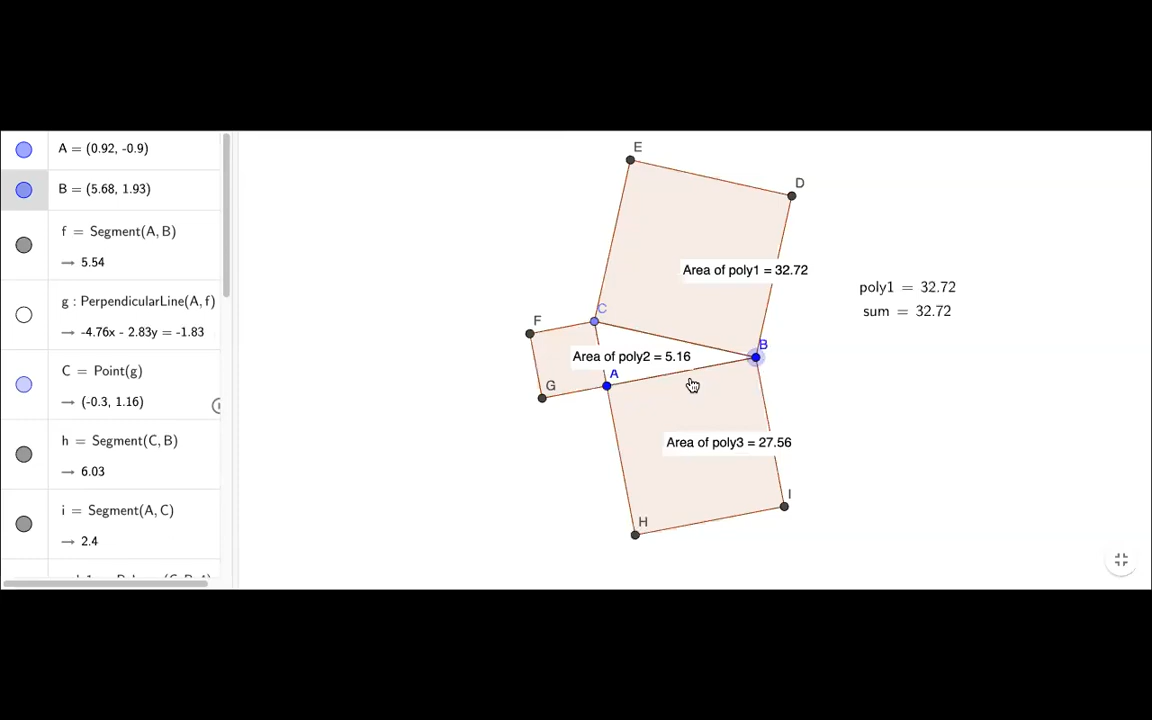 A = (0.92, -0.9)
B = (5.68, 1.93)
f = Segment(A, B)
→ 5.54
g : PerpendicularLine(A, f)
→ -4.76x - 2.83y = -1.83
C = Point(g)
→ (-0.3, 1.16)
h = Segment(C, B)
→ 6.03
i = Segment(A, C)
→ 2.4
E
D
Area of poly1 = 32.72
poly1 = 32.72
sum = 32.72
C
F
B
Area of poly2 = 5.16
A
G
Area of poly3 = 27.56
I
H